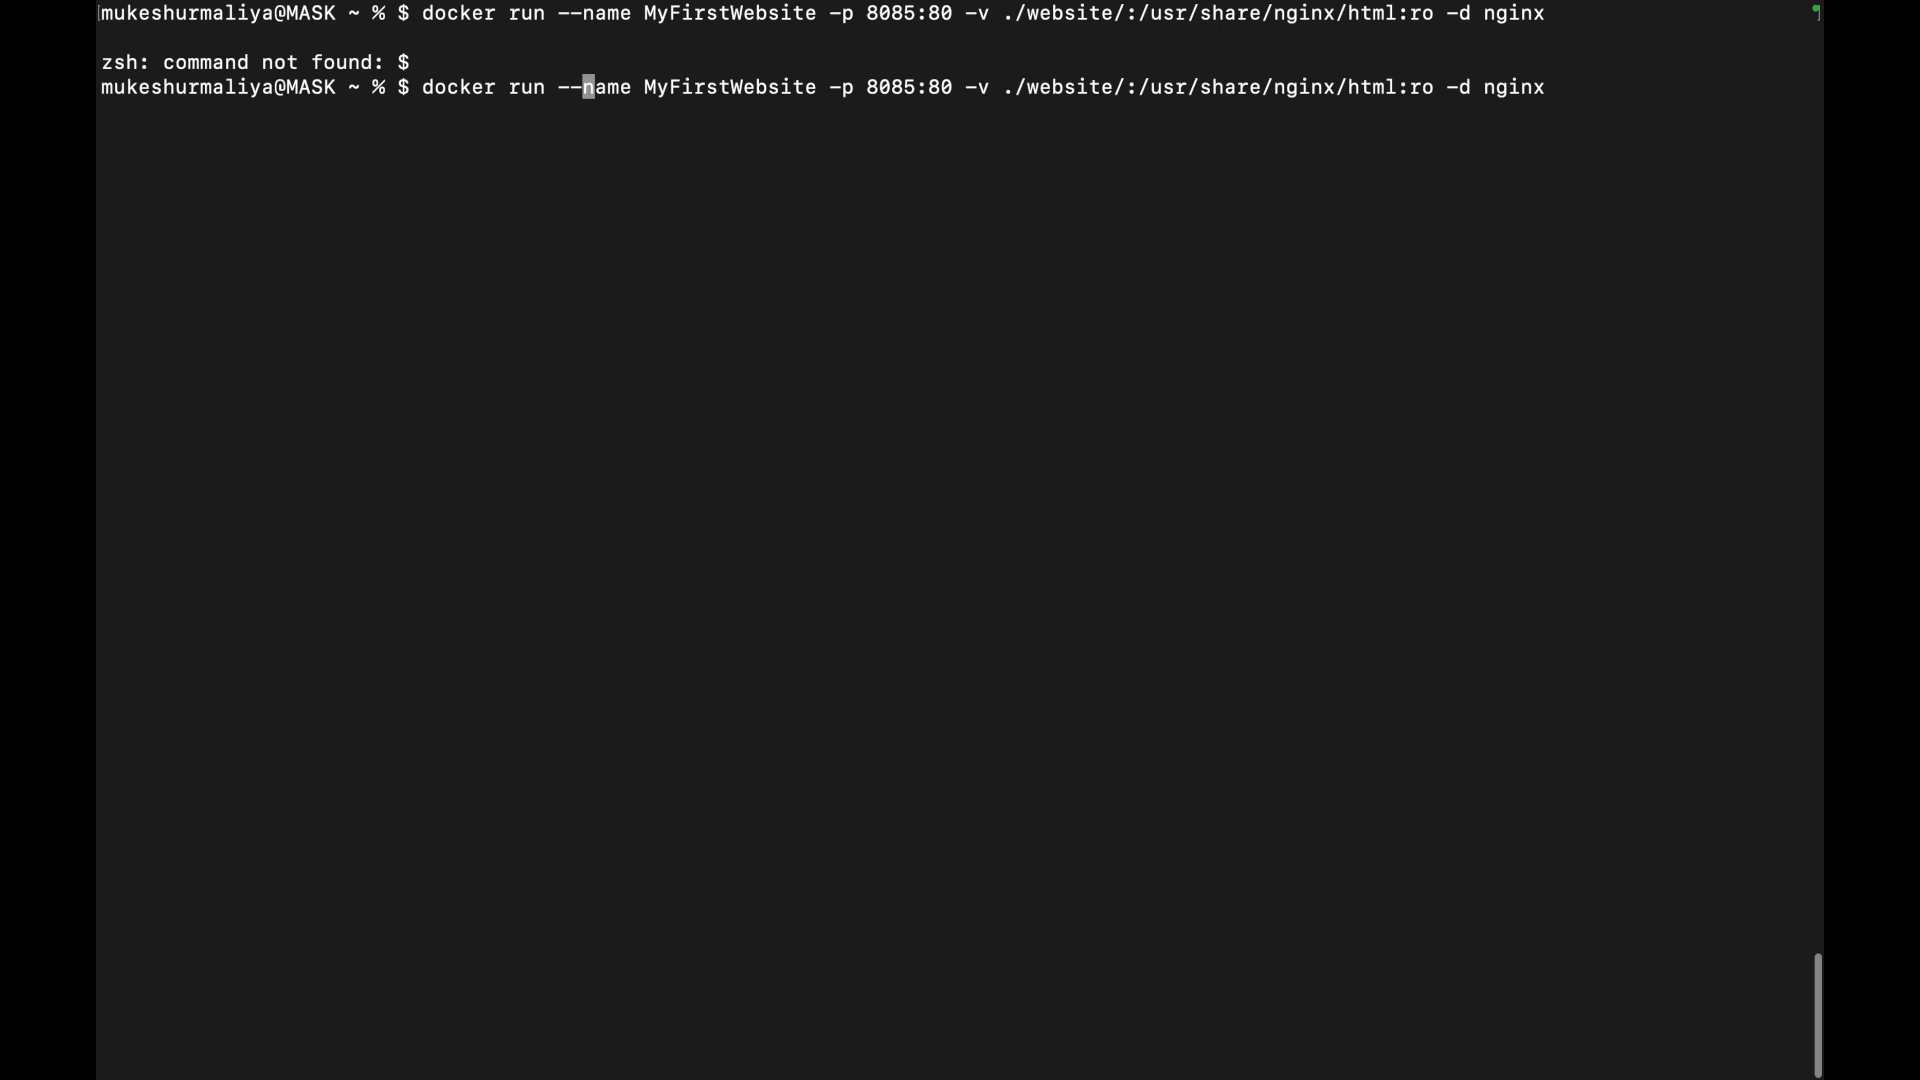 mukeshurmaliya@MASK ~ % $ docker run --name MyFirstWebsite -p 8085:80 -v ./website/:/usr/share/nginx/html:ro -d nginx
zsh: command not found: $
mukeshurmaliya@MASK ~ % $ docker run --name MyFirstWebsite -p 8085:80 -v ./website/:/usr/share/nginx/html:ro -d nginx